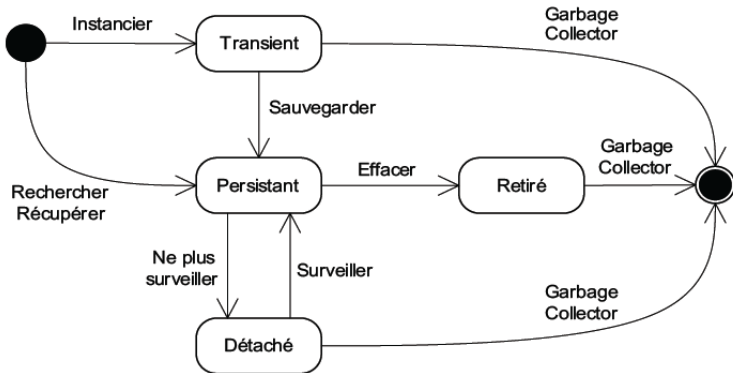 Instancier
Transient
Garbage
Collector
Sauvegarder
Rechercher
Récupérer
Persistant
Effacer
Retiré
Garbage
Collector
Ne plus
surveiller
Surveiller
Détaché
Garbage
Collector